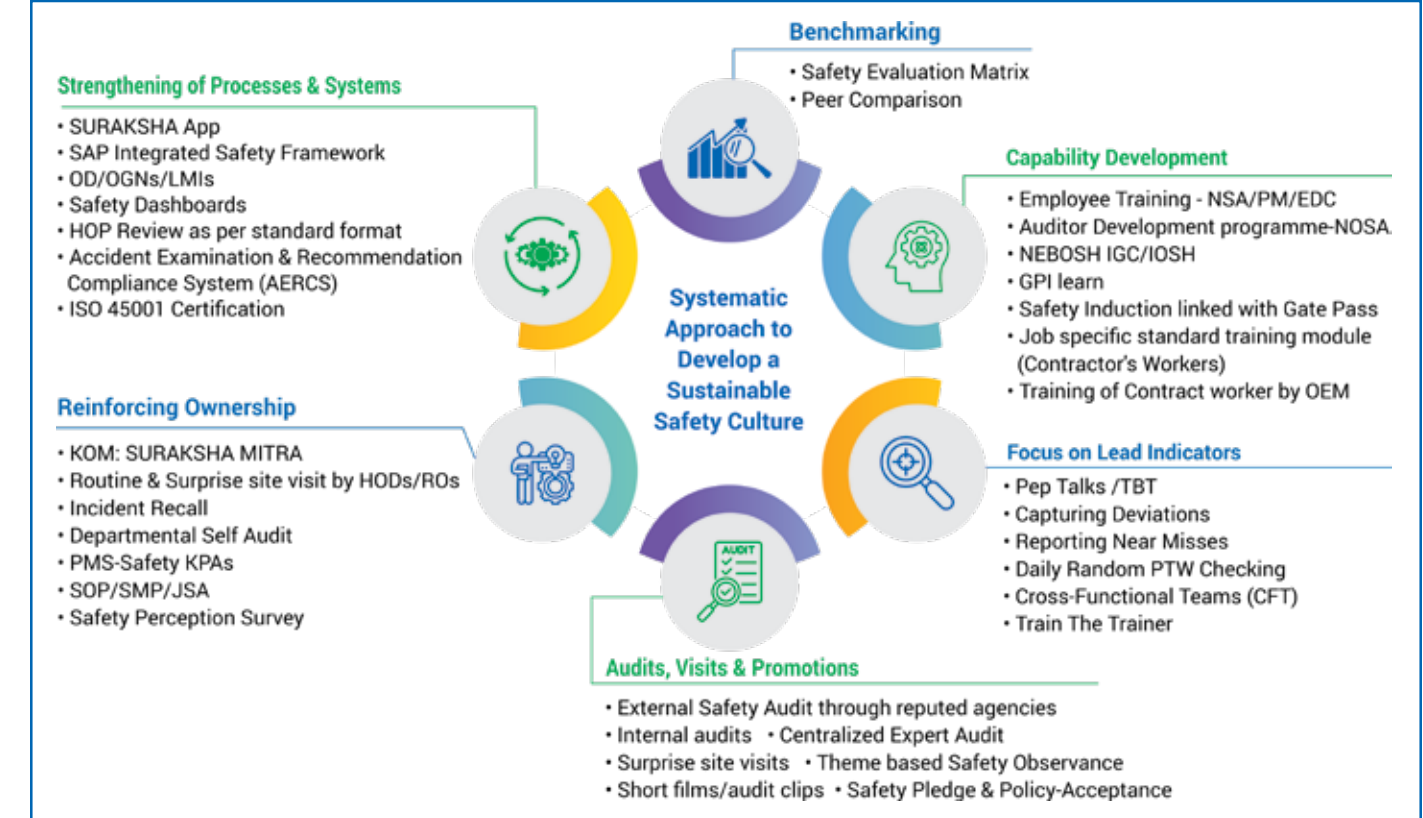 Benchmarking
• Safety Evaluation Matrix
• Peer Comparison
Strengthening of Processes & Systems
• SURAKSHA App
• SAP Integrated Safety Framework
• OD/OGNs/LMIs
• Safety Dashboards
• HOP Review as per standard format
• Accident Examination & Recommendation
Compliance System (AERCS)
• ISO 45001 Certification
Capability Development
• Employee Training - NSA/PM/EDC
• Auditor Development programme-NOSA.
• NEBOSH IGC/IOSH
• GPI learn
• Safety Induction linked with Gate Pass
• Job specific standard training module
(Contractor's Workers)
• Training of Contract worker by OEM
Systematic
Approach to
Develop a
Sustainable
Safety Culture
Reinforcing Ownership
• KOM: SURAKSHA MITRA
• Routine & Surprise site visit by HODs/ROs
• Incident Recall
• Departmental Self Audit
• PMS-Safety KPAs
• SOP/SMP/JSA
• Safety Perception Survey
Focus on Lead Indicators
• Pep Talks /TBT
• Capturing Deviations
• Reporting Near Misses
• Daily Random PTW Checking
• Cross-Functional Teams (CFT)
• Train The Trainer
AUDIT
Audits, Visits & Promotions
• External Safety Audit through reputed agencies
• Internal audits • Centralized Expert Audit
• Surprise site visits • Theme based Safety Observance
• Short films/audit clips • Safety Pledge & Policy-Acceptance